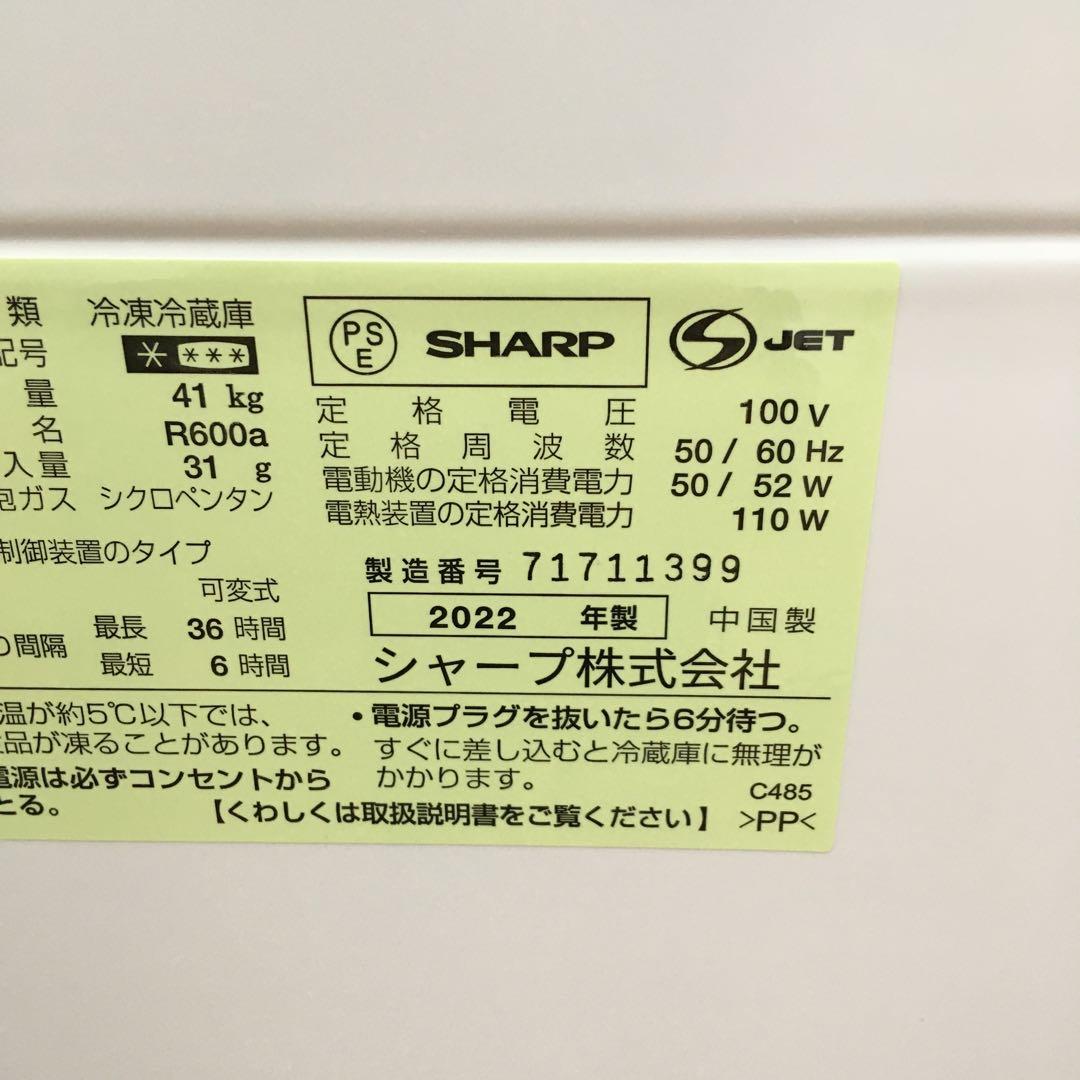 類 冷凍冷蔵庫
記号 * ***
量 41 kg
名 R600a
入量 31 g
泡ガス シクロペンタン
制御装置のタイプ
可変式
の間隔 最長 36 時間
最短 6 時間
PSE SHARP S JET
定格電圧 100 V
定格周波数 50 / 60 Hz
電動機の定格消費電力 50 / 52 W
電熱装置の定格消費電力 110 W
製造番号 71711399
2022 年製 中国製
シャープ株式会社
温が約5℃以下では、
品が凍ることがあります。
電源は必ずコンセントから
とる。
・電源プラグを抜いたら6分待つ。
すぐに差し込むと冷蔵庫に無理が
かかります。
C485
【くわしくは取扱説明書をご覧ください】 >PP<